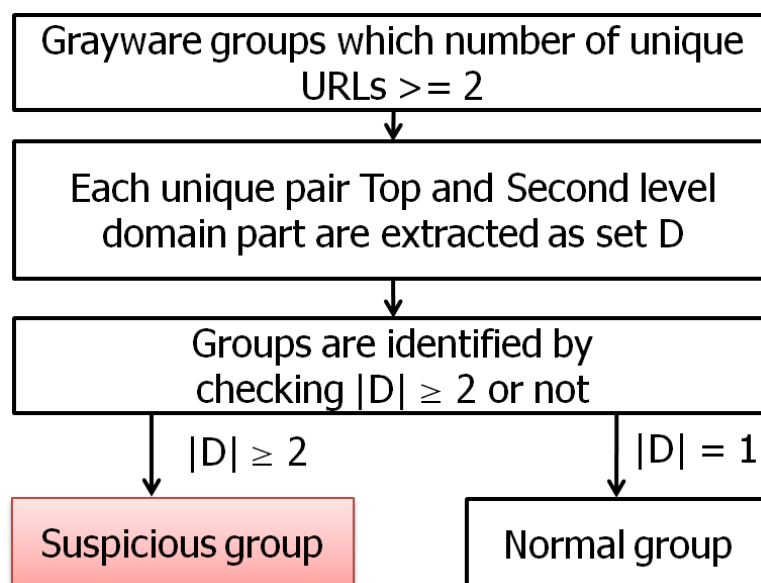 Grayware groups which number of unique
URLs >= 2
Each unique pair Top and Second level
domain part are extracted as set D
Groups are identified by
checking |D| ≥ 2 or not
|D| ≥ 2
|D| = 1
Suspicious group
Normal group